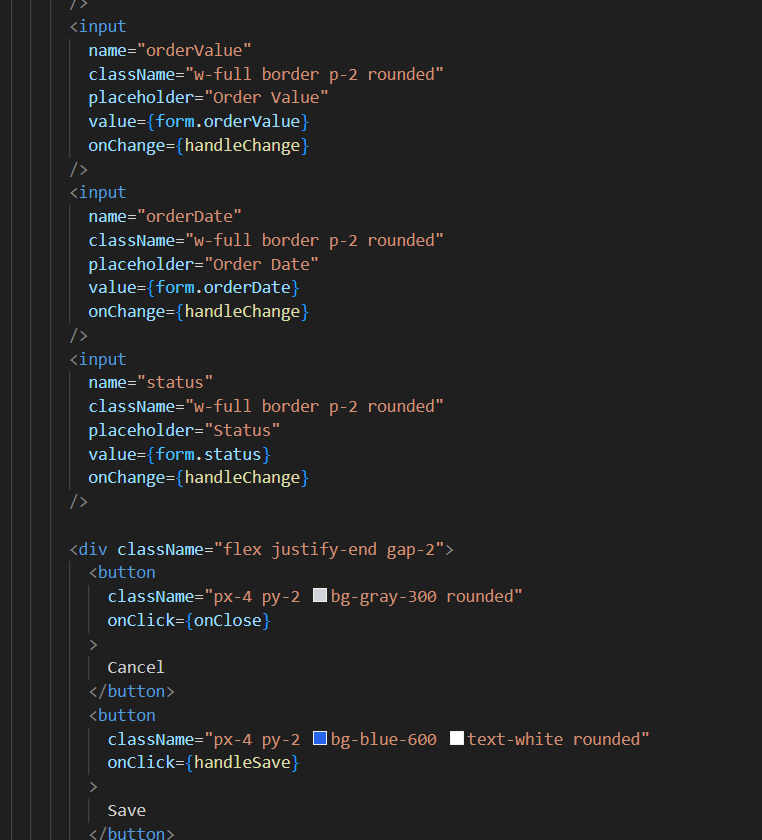 />
<input
name="orderValue"
className="w-full border p-2 rounded"
placeholder="Order Value"
value={form.orderValue}
onChange={handleChange}
/>
<input
name="orderDate"
className="w-full border p-2 rounded"
placeholder="Order Date"
value={form.orderDate}
onChange={handleChange}
/>
<input
name="status"
className="w-full border p-2 rounded"
placeholder="Status"
value={form.status}
onChange={handleChange}
/>
<div className="flex justify-end gap-2">
<button
className="px-4 py-2 bg-gray-300 rounded"
onClick={onClose}
>
Cancel
</button>
<button
className="px-4 py-2 bg-blue-600 text-white rounded"
onClick={handleSave}
>
Save
</button>